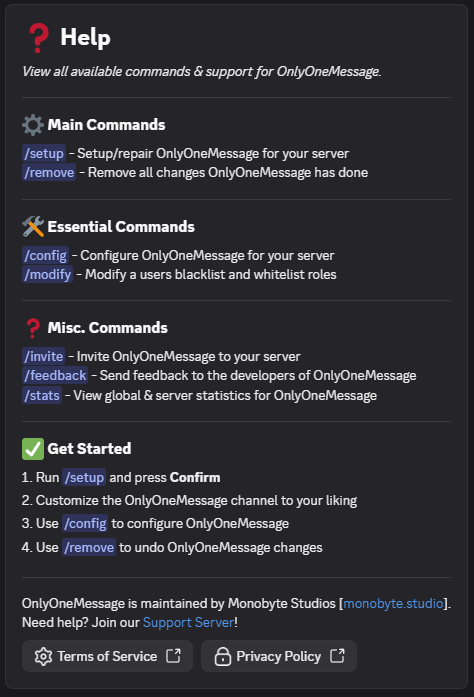 Help
View all available commands & support for OnlyOneMessage.
Main Commands
/setup - Setup/repair OnlyOneMessage for your server
/remove - Remove all changes OnlyOneMessage has done
Essential Commands
/config - Configure OnlyOneMessage for your server
/modify - Modify a users blacklist and whitelist roles
Misc. Commands
/invite - Invite OnlyOneMessage to your server
/feedback - Send feedback to the developers of OnlyOneMessage
/stats - View global & server statistics for OnlyOneMessage
Get Started
1. Run /setup and press Confirm
2. Customize the OnlyOneMessage channel to your liking
3. Use /config to configure OnlyOneMessage
4. Use /remove to undo OnlyOneMessage changes
OnlyOneMessage is maintained by Monobyte Studios [monobyte.studio].
Need help? Join our Support Server!
Terms of Service Privacy Policy